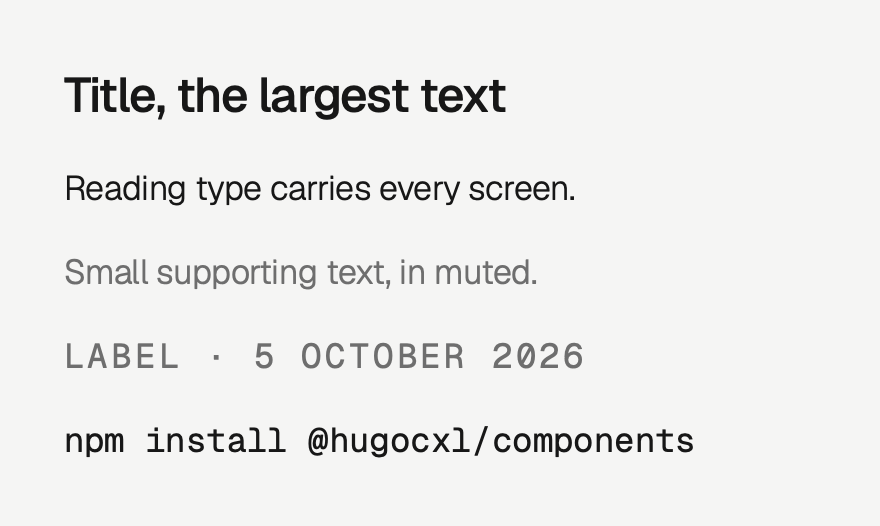 Title, the largest text
Reading type carries every screen.
Small supporting text, in muted.
LABEL · 5 OCTOBER 2026
npm install @hugocxl/components